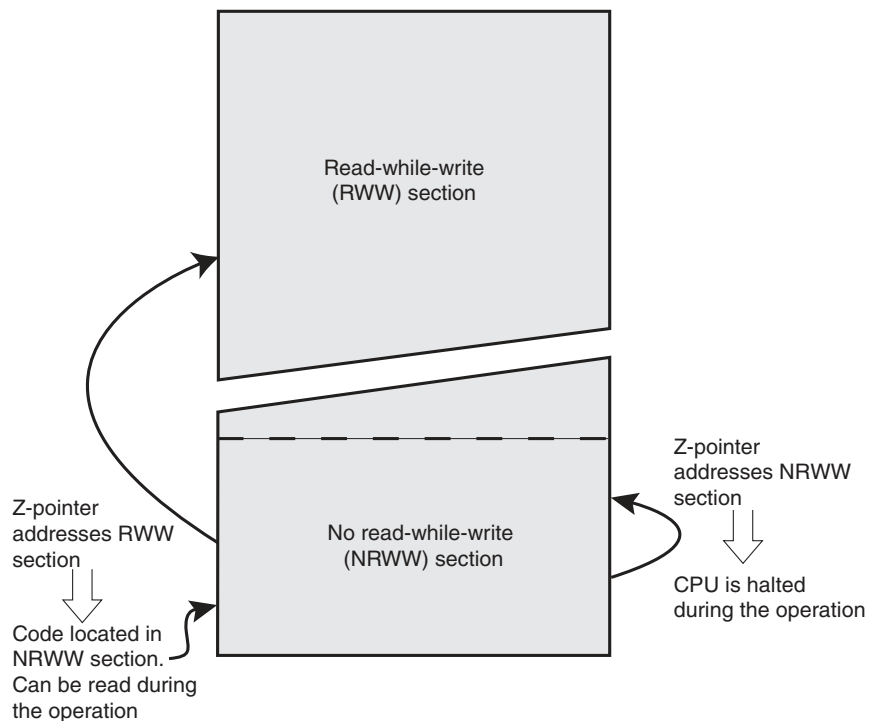 Read-while-write
(RWW) section
Z-pointer
addresses NRWW
section
Z-pointer
addresses RWW
section
No read-while-write
(NRWW) section
CPU is halted
during the operation
Code located in
NRWW section.
Can be read during
the operation